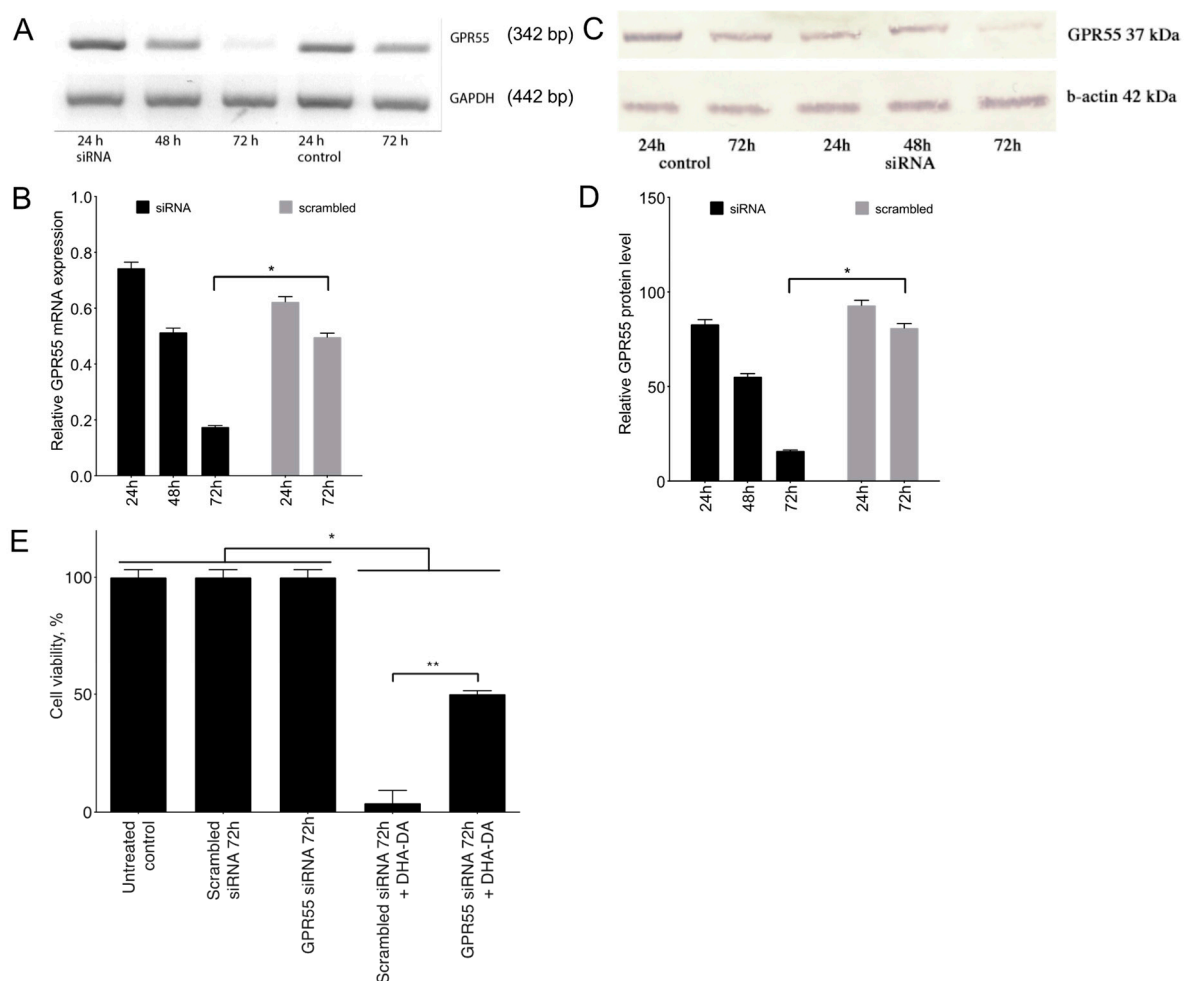 A
GPR55 (342 bp)
GAPDH (442 bp)
24 h 48 h 72 h 24 h 72 h
siRNA control
C
GPR55 37 kDa
b-actin 42 kDa
24h 72h 24h 48h 72h
control siRNA
B
siRNA scrambled
Relative GPR55 mRNA expression
1.0
0.8
0.6
0.4
0.2
0.0
*
24h 48h 72h 24h 72h
D
siRNA scrambled
Relative GPR55 protein level
150
100
50
0
*
24h 48h 72h 24h 72h
E
Cell viability, %
100
50
0
*
**
Untreated
control
Scrambled
siRNA 72h
GPR55 siRNA 72h
Scrambled siRNA 72h
+ DHA-DA
GPR55 siRNA 72h
+ DHA-DA